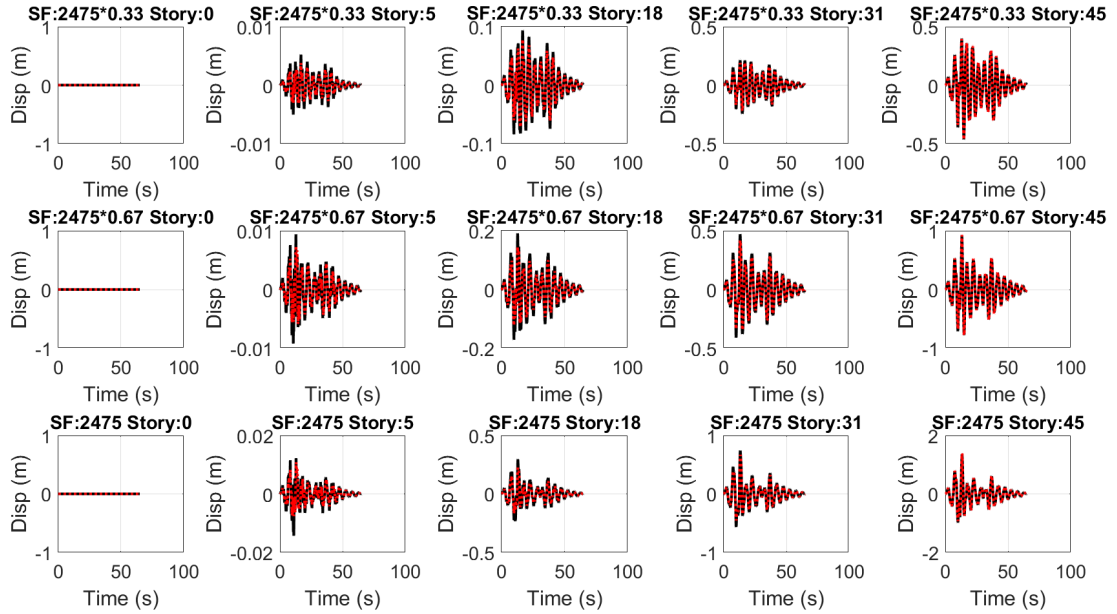 SF:2475*0.33 Story:0 SF:2475*0.33 Story:5 SF:2475*0.33 Story:18 SF:2475*0.33 Story:31 SF:2475*0.33 Story:45
1 0.01 0.1 0.5 0.5
Disp (m) Disp (m) Disp (m) Disp (m) Disp (m)
0 0 0 0 0
-1 -0.01 -0.1 -0.5 -0.5
0 50 100 0 50 100 0 50 100 0 50 100 0 50 100
Time (s) Time (s) Time (s) Time (s) Time (s)
SF:2475*0.67 Story:0 SF:2475*0.67 Story:5 SF:2475*0.67 Story:18 SF:2475*0.67 Story:31 SF:2475*0.67 Story:45
1 0.01 0.2 0.5 1
Disp (m) Disp (m) Disp (m) Disp (m) Disp (m)
0 0 0 0 0
-1 -0.01 -0.2 -0.5 -1
0 50 100 0 50 100 0 50 100 0 50 100 0 50 100
Time (s) Time (s) Time (s) Time (s) Time (s)
SF:2475 Story:0 SF:2475 Story:5 SF:2475 Story:18 SF:2475 Story:31 SF:2475 Story:45
1 0.02 0.5 1 2
Disp (m) Disp (m) Disp (m) Disp (m) Disp (m)
0 0 0 0 0
-1 -0.02 -0.5 -1 -2
0 50 100 0 50 100 0 50 100 0 50 100 0 50 100
Time (s) Time (s) Time (s) Time (s) Time (s)